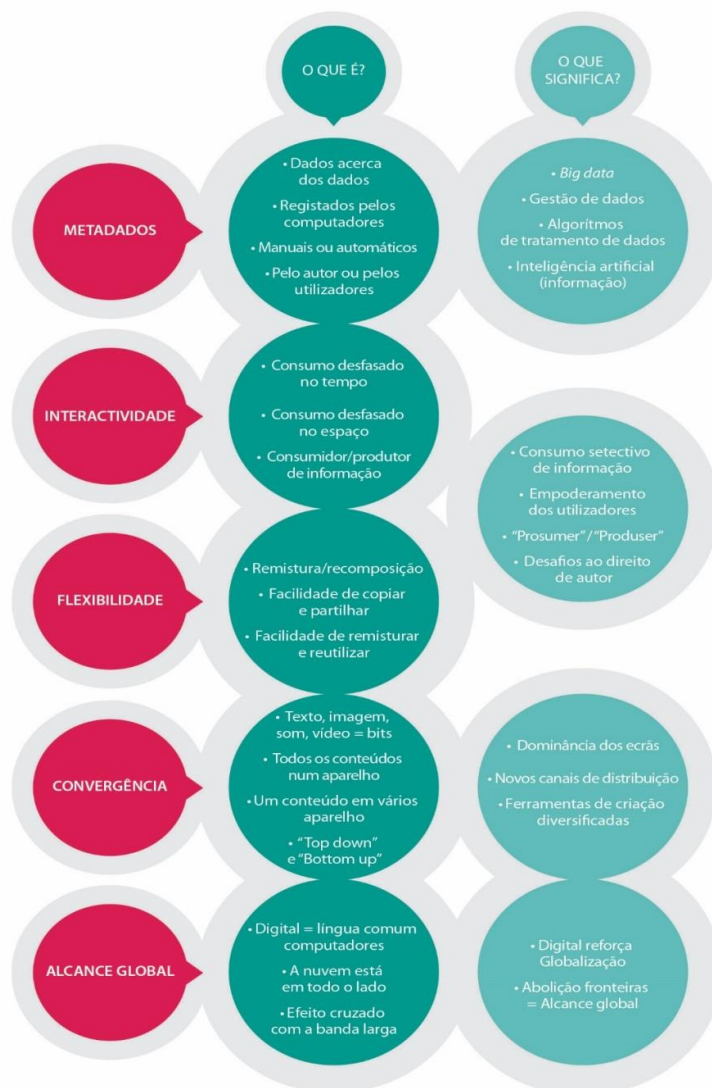 O QUE É?
O QUE
SIGNIFICA?
METADADOS
• Dados acerca
dos dados
• Registados pelos
computadores
• Manuais ou automáticos
• Pelo autor ou pelos
utilizadores
• Big data
• Gestão de dados
• Algorítmos
de tratamento de dados
• Inteligência artificial
(informação)
INTERACTIVIDADE
• Consumo desfasado
no tempo
• Consumo desfasado
no espaço
• Consumidor/produtor
de informação
• Consumo selectivo
de informação
• Empoderamento
dos utilizadores
• “Prosumer”/“Produser”
• Desafios ao direito
de autor
FLEXIBILIDADE
• Remistura/recomposição
• Facilidade de copiar
e partilhar
• Facilidade de remisturar
e reutilizar
CONVERGÊNCIA
• Texto, imagem,
som, vídeo = bits
• Todos os conteúdos
num aparelho
• Um conteúdo em vários
aparelho
• “Top down”
e “Bottom up”
• Dominância dos ecrãs
• Novos canais de distribuição
• Ferramentas de criação
diversificadas
ALCANCE GLOBAL
• Digital = língua comum
computadores
• A nuvem está
em todo o lado
• Efeito cruzado
com a banda larga
• Digital reforça
Globalização
• Abolição fronteiras
= Alcance global